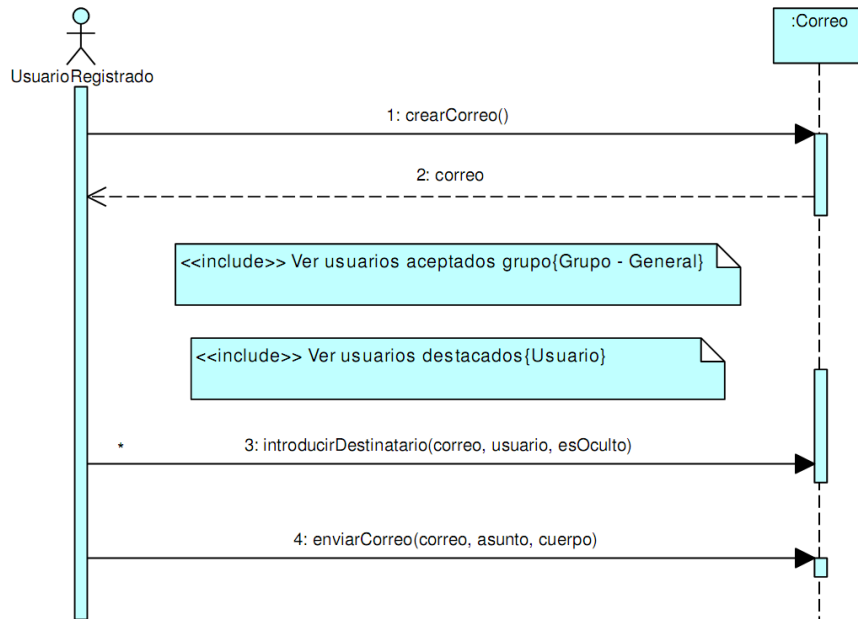 :Correo
UsuarioRegistrado
1: crearCorreo()
2: correo
<<include>> Ver usuarios aceptados grupo{Grupo - General}
<<include>> Ver usuarios destacados{Usuario}
* 3: introducirDestinatario(correo, usuario, esOculto)
4: enviarCorreo(correo, asunto, cuerpo)